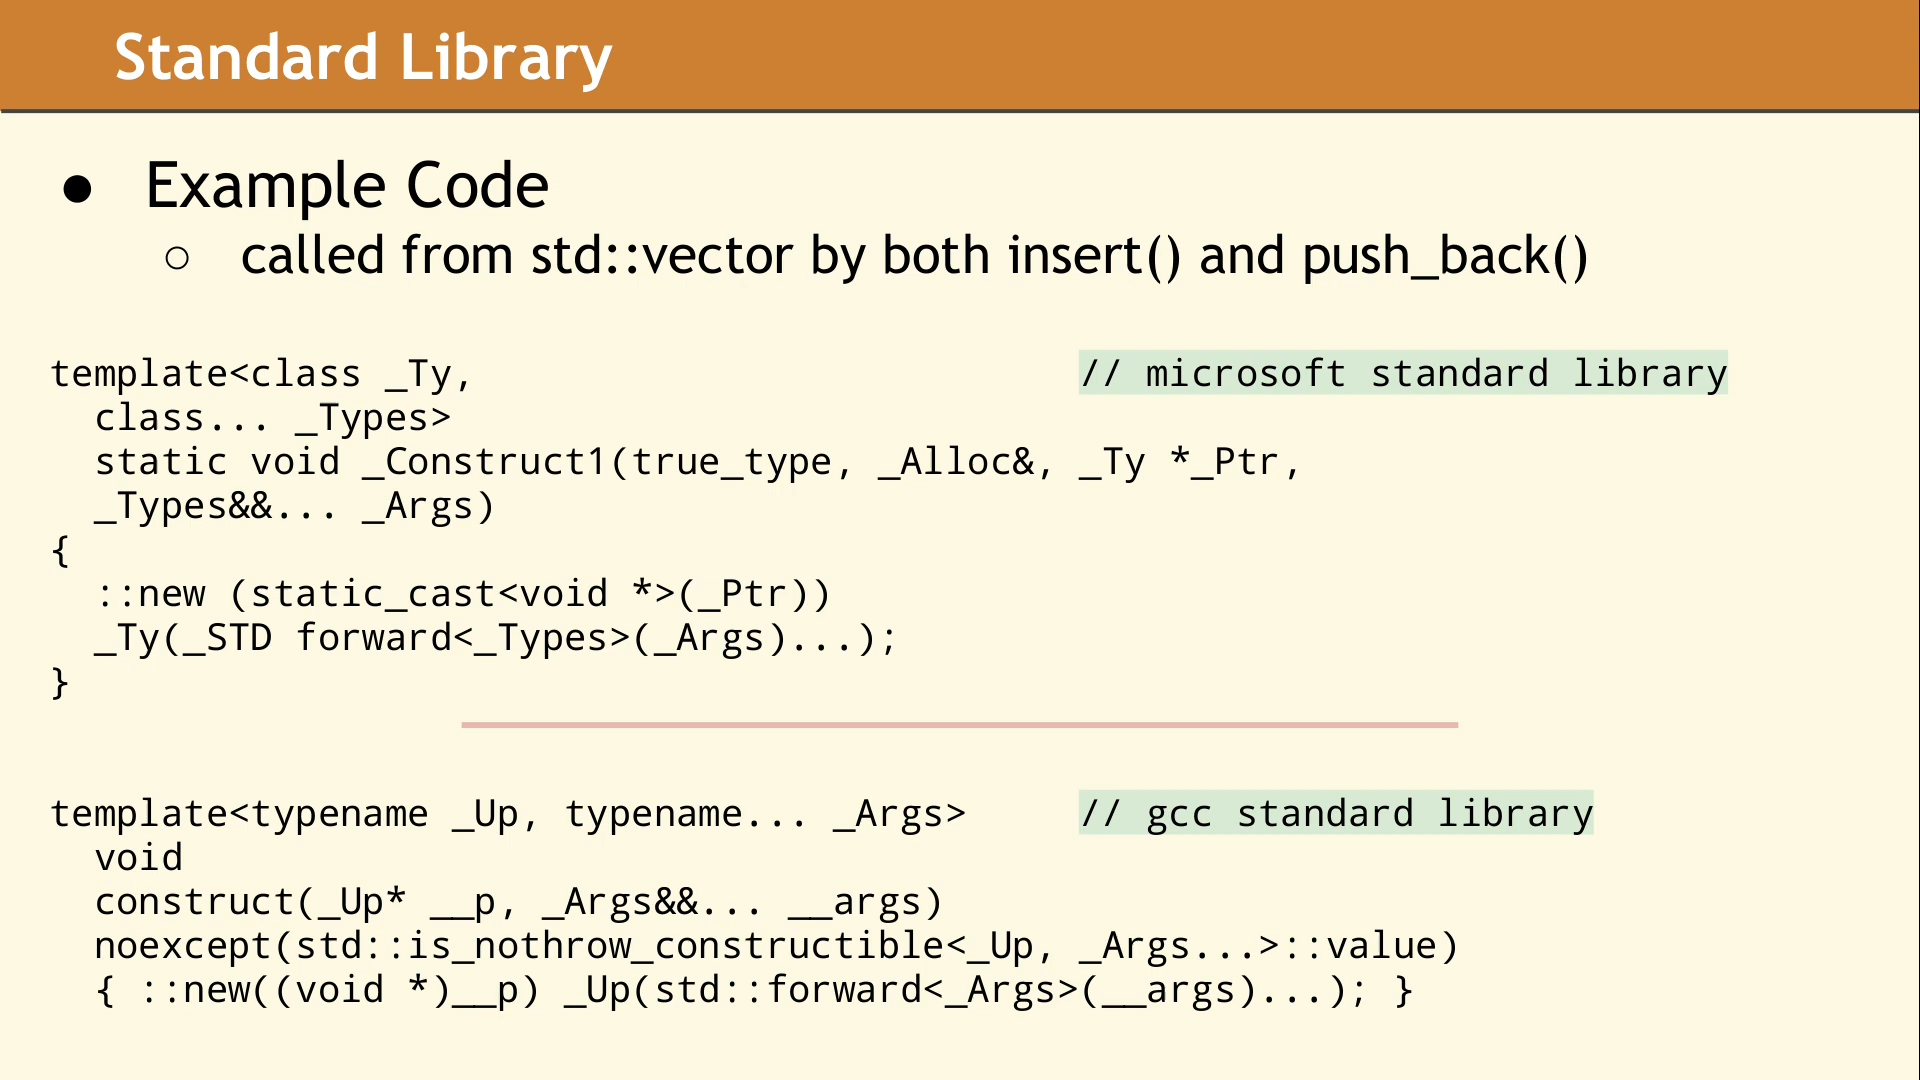 Standard Library
● Example Code
○ called from std::vector by both insert() and push_back()
template<class _Ty, // microsoft standard library
class... _Types>
static void _Construct1(true_type, _Alloc&, _Ty *_Ptr,
_Types&&... _Args)
{
::new (static_cast<void *>(_Ptr))
_Ty(_STD forward<_Types>(_Args)...);
}
template<typename _Up, typename... _Args> // gcc standard library
void
construct(_Up* __p, _Args&&... __args)
noexcept(std::is_nothrow_constructible<_Up, _Args...>::value)
{ ::new((void *)__p) _Up(std::forward<_Args>(__args)...); }